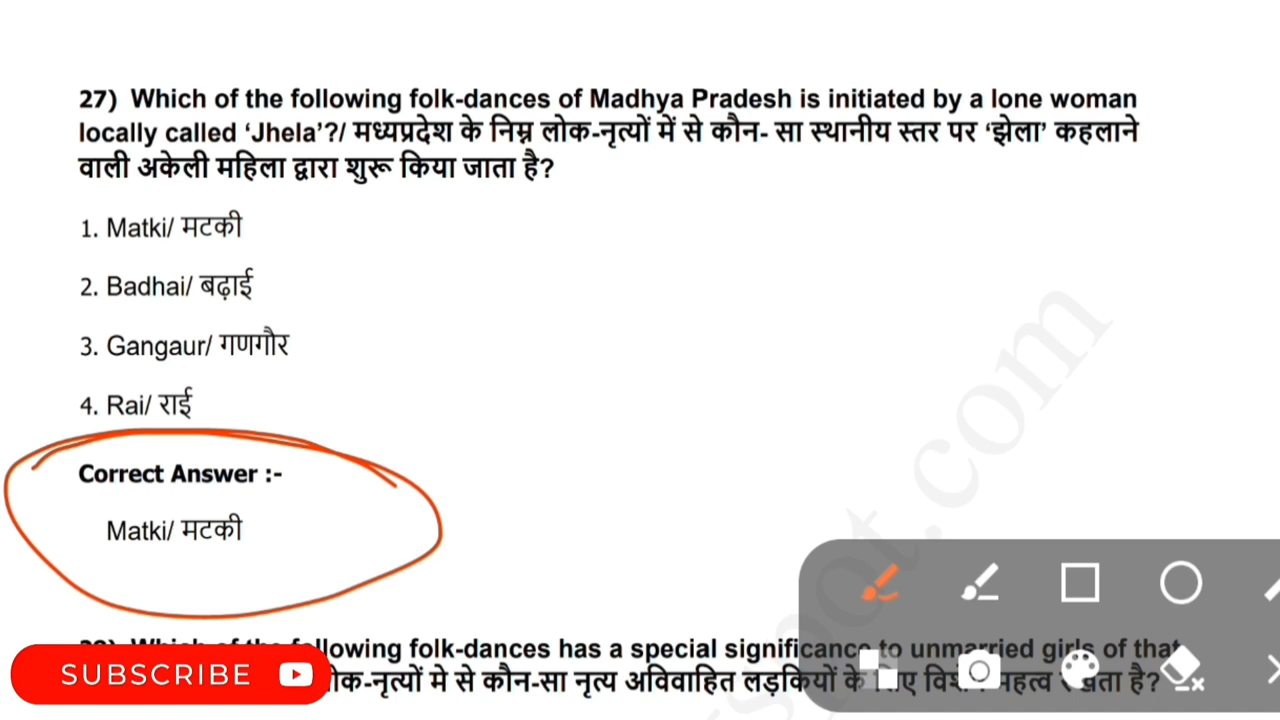 27) Which of the following folk-dances of Madhya Pradesh is initiated by a lone woman
locally called ‘Jhela’?/ मध्यप्रदेश के निम्न लोक-नृत्यों में से कौन- सा स्थानीय स्तर पर ‘झेला’ कहलाने
वाली अकेली महिला द्वारा शुरू किया जाता है?
1. Matki/ मटकी
2. Badhai/ बढ़ाई
3. Gangaur/ गणगौर
4. Rai/ राई
Correct Answer :-
Matki/ मटकी
following folk-dances has a special significance to unmarried girls of that
लोक-नृत्यों मे से कौन-सा नृत्य अविवाहित लड़कियों के है?
SUBSCRIBE